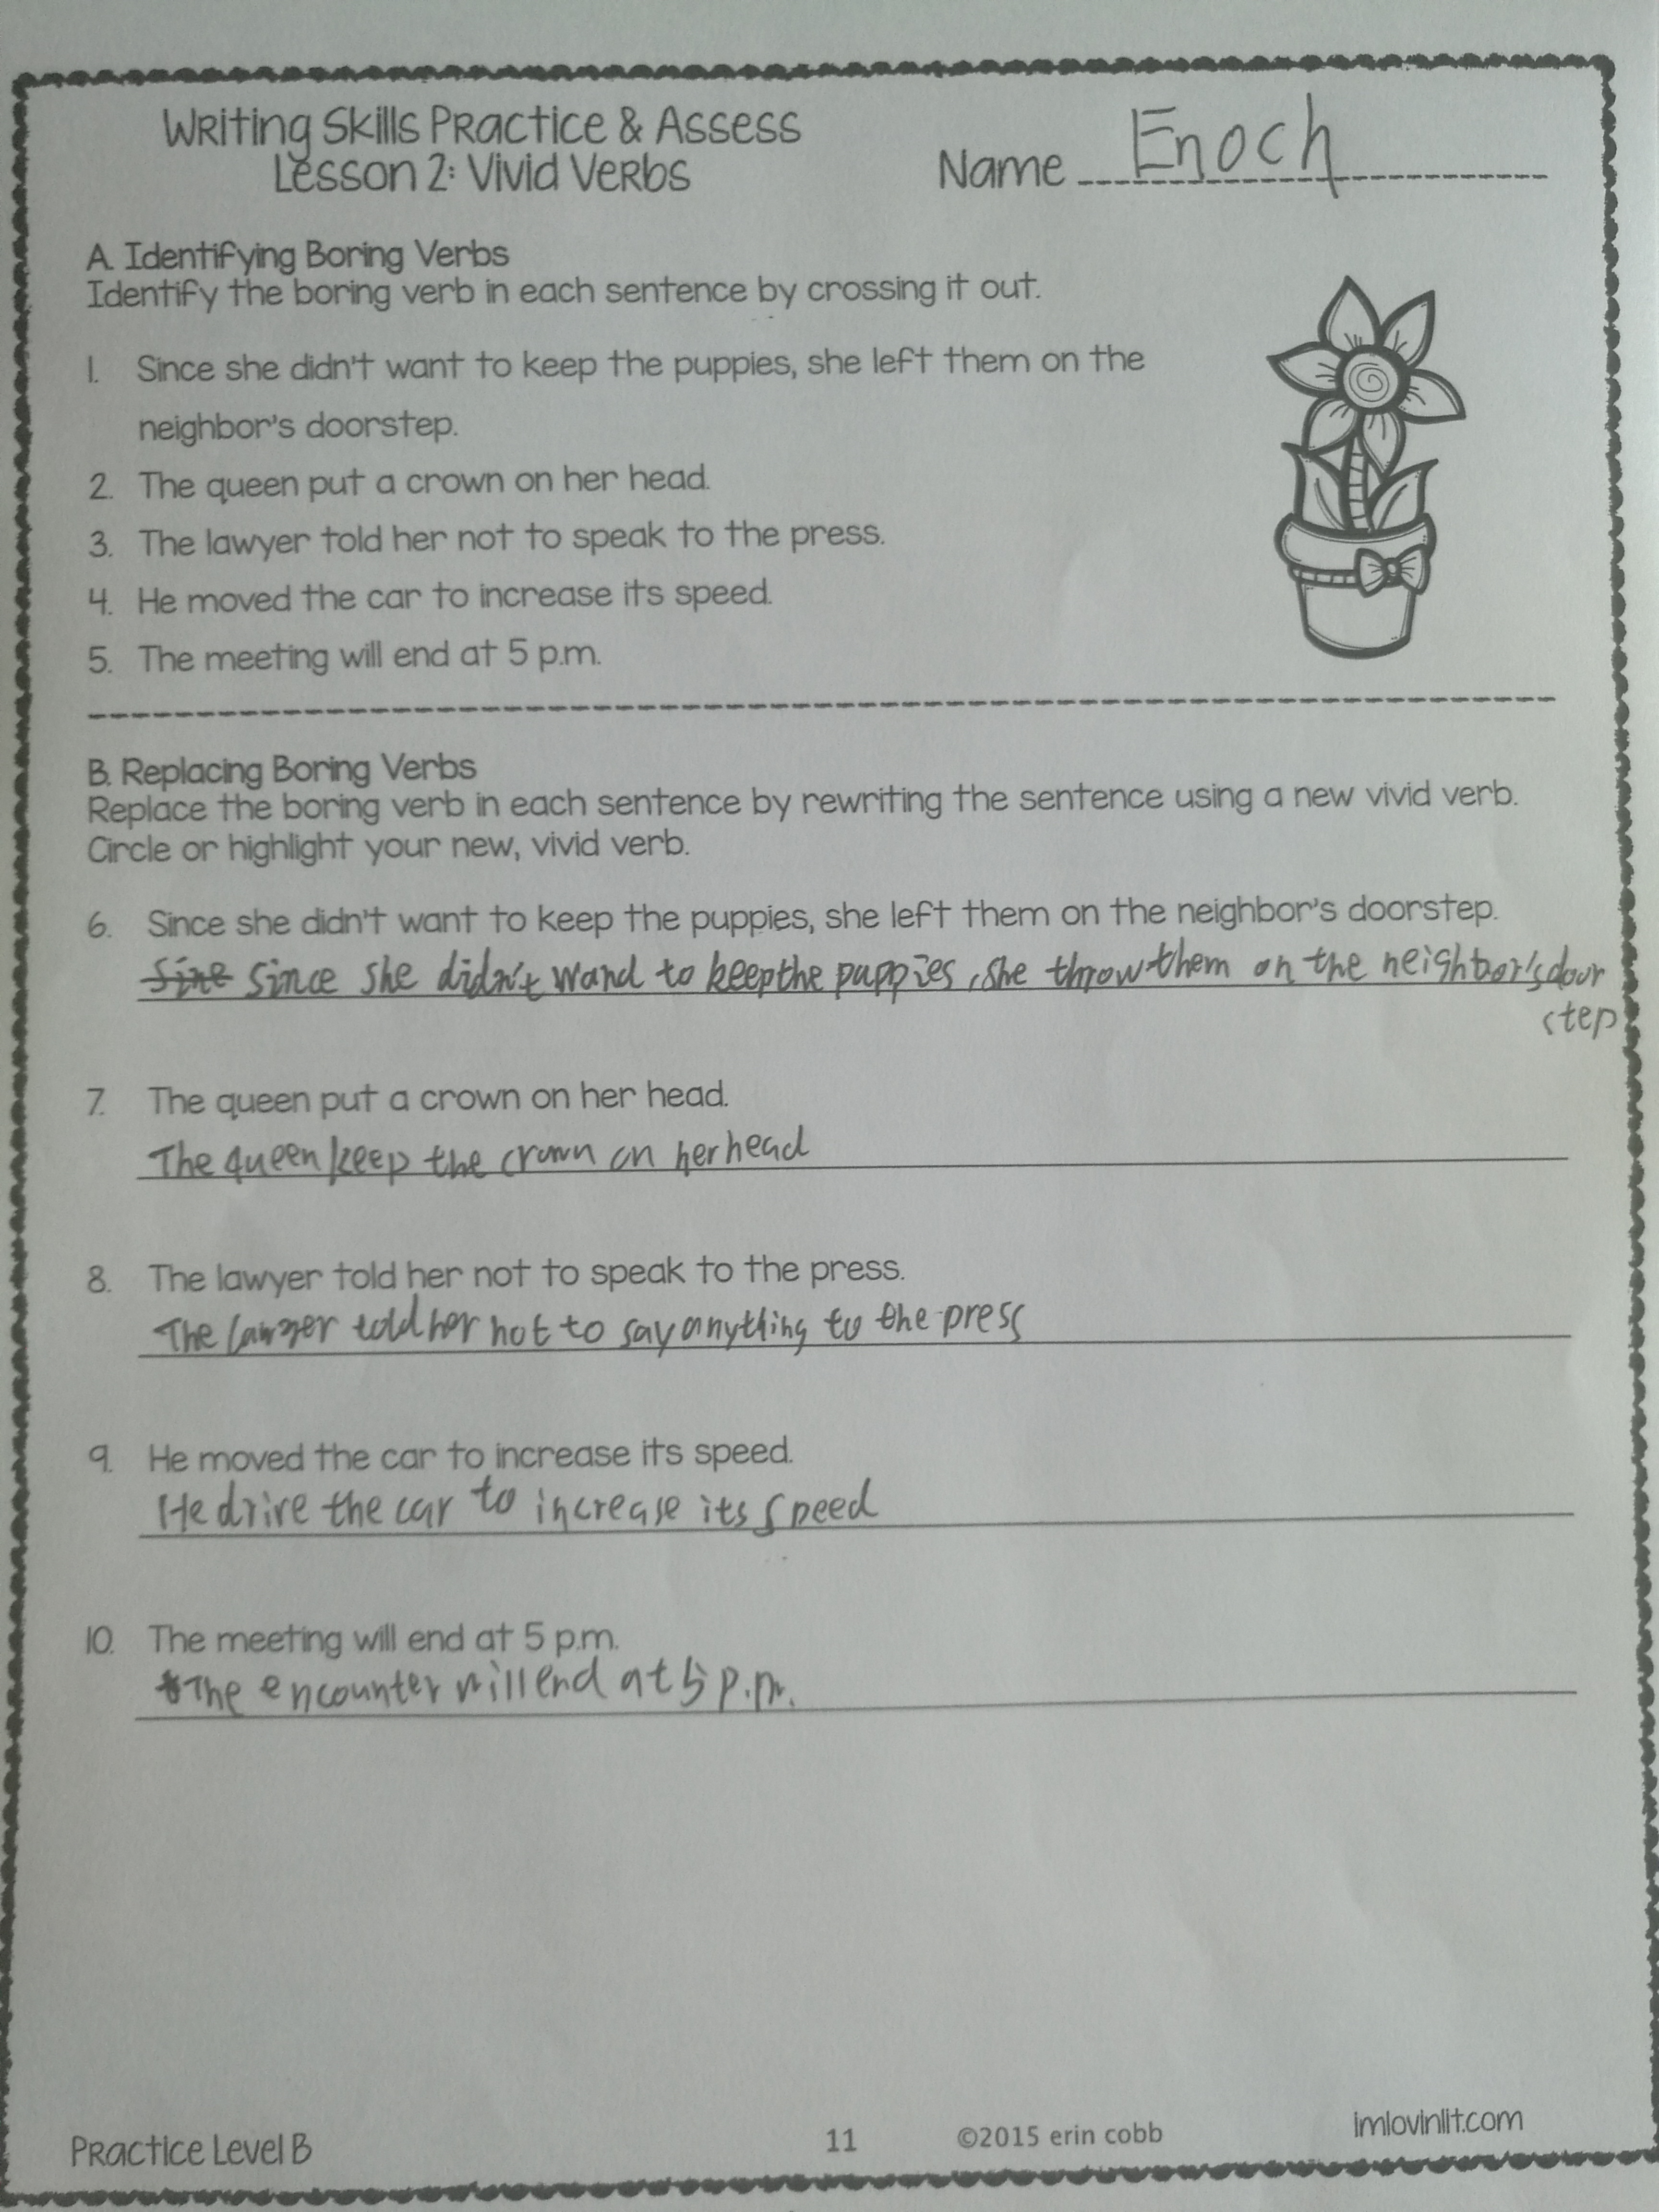 Writing Skills Practice & Assess
Lesson 2: Vivid Verbs
Name Enoch
A. Identifying Boring Verbs
Identify the boring verb in each sentence by crossing it out.
1. Since she didn't want to keep the puppies, she left them on the
neighbor's doorstep.
2. The queen put a crown on her head.
3. The lawyer told her not to speak to the press.
4. He moved the car to increase its speed.
5. The meeting will end at 5 p.m.
B. Replacing Boring Verbs
Replace the boring verb in each sentence by rewriting the sentence using a new vivid verb.
Circle or highlight your new, vivid verb.
6. Since she didn't want to keep the puppies, she left them on the neighbor's doorstep.
Sine Since she didn't wand to keep the puppies, she throw them on the neighbor's door
step
7. The queen put a crown on her head.
The queen keep the crown on her head
8. The lawyer told her not to speak to the press.
The lawyer told her not to say anything to the press
9. He moved the car to increase its speed.
He drive the car to increase its speed
10. The meeting will end at 5 p.m.
The encounter will end at 5 p.m.
Practice Level B
11
©2015 erin cobb
imlovinlit.com